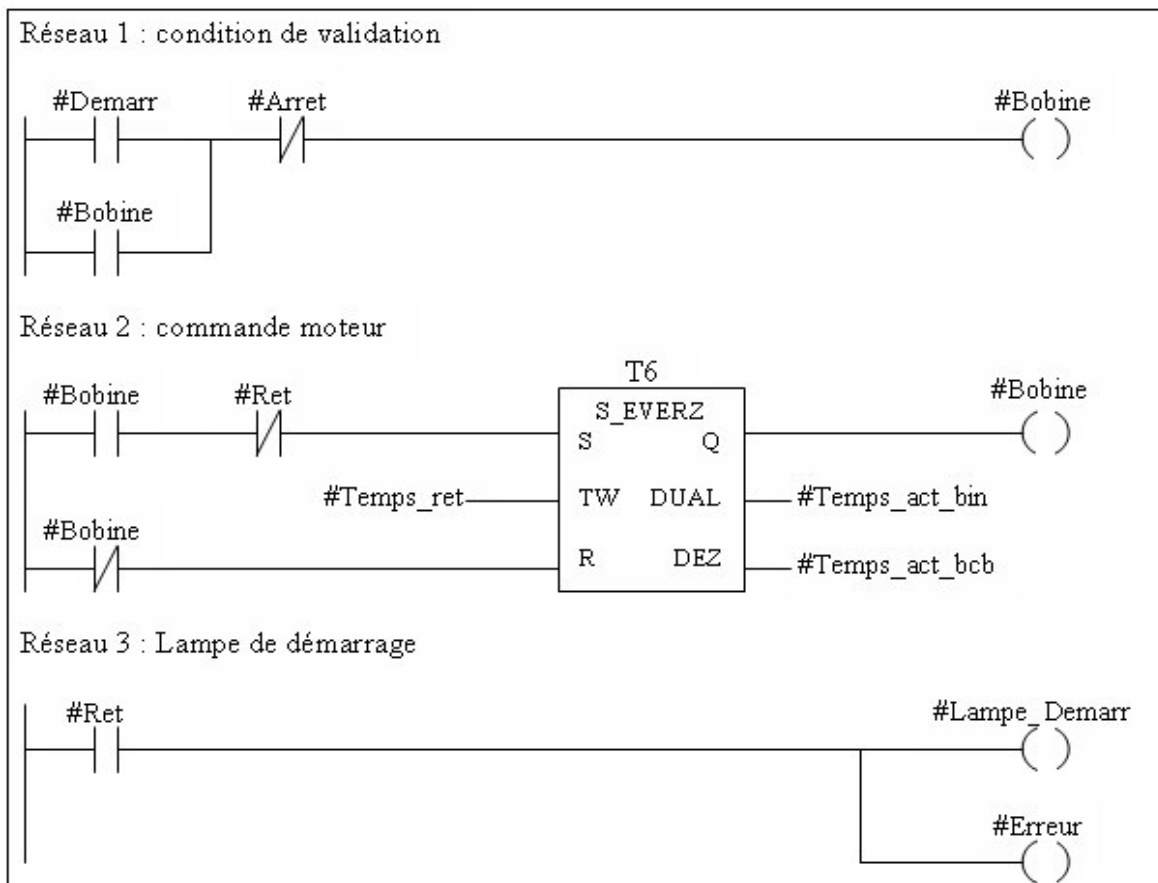 Réseau 1 : condition de validation
#Demarr #Arret #Bobine
#Bobine
Réseau 2 : commande moteur
T6
#Bobine #Ret S_EVERZ #Bobine
S Q
#Temps_ret TW DUAL #Temps_act_bin
#Bobine
R DEZ #Temps_act_bcb
Réseau 3 : Lampe de démarrage
#Ret #Lampe_Demarr
#Erreur